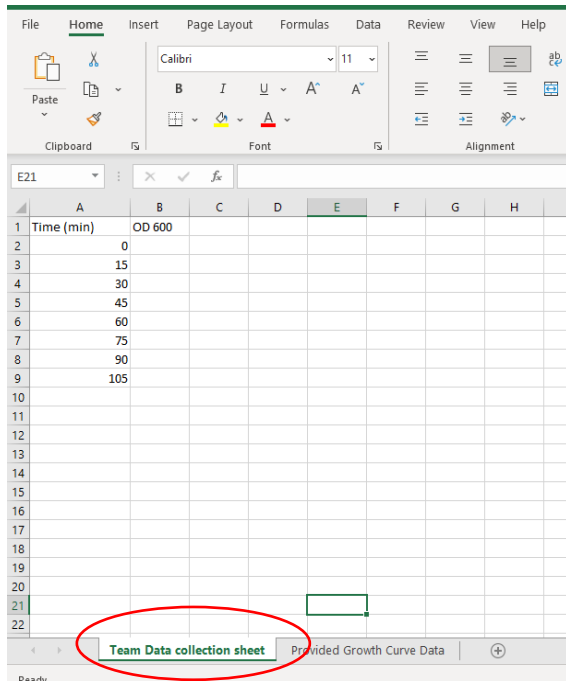 File Home Insert Page Layout Formulas Data Review View Help
Calibri 11
ab
B I U A A
Paste
A
Clipboard Font Alignment
E21 fx
A B C D E F G H
1 Time (min) OD 600
2 0
3 15
4 30
5 45
6 60
7 75
8 90
9 105
10
11
12
13
14
15
16
17
18
19
20
21
22
Team Data collection sheet Provided Growth Curve Data
Ready